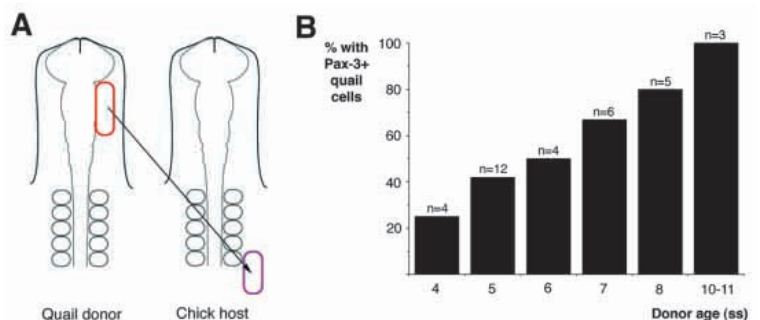 A
Quail donor
Chick host
B
% with
Pax-3+
quail
cells
100
80
60
40
20
n=4
n=12
n=4
n=6
n=5
n=3
4 5 6 7 8 10-11
Donor age (ss)